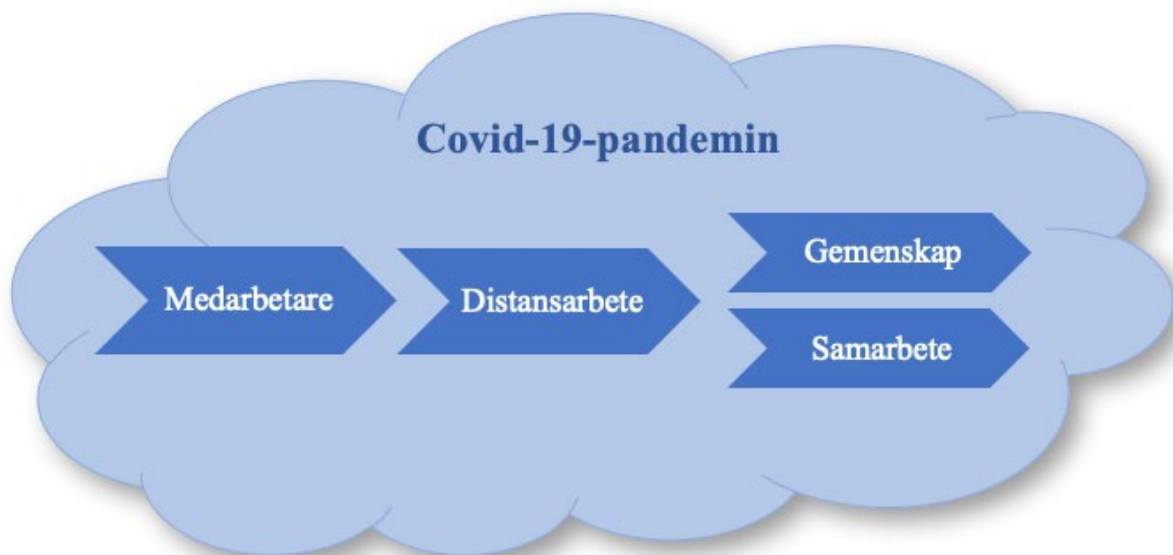 Covid-19-pandemin
Medarbetare
Distansarbete
Gemenskap
Samarbete